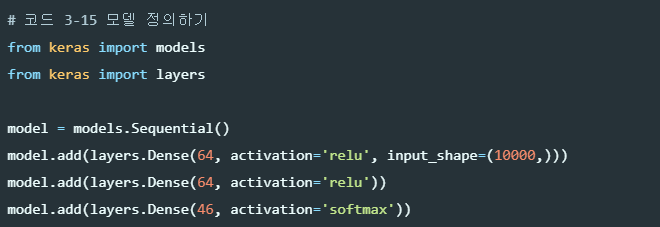 # 코드 3-15 모델 정의하기
from keras import models
from keras import layers
model = models.Sequential()
model.add(layers.Dense(64, activation='relu', input_shape=(10000,)))
model.add(layers.Dense(64, activation='relu'))
model.add(layers.Dense(46, activation='softmax'))